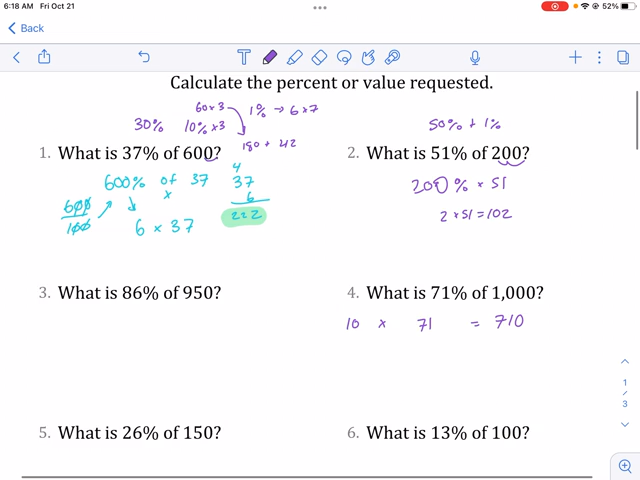 6:18 AM Fri Oct 21
52%
Back
T
Calculate the percent or value requested.
60 x 3
1% → 6 x 7
30% 10% x 3
180 + 42
50% + 1%
1. What is 37% of 600?
2. What is 51% of 200?
600% of 37
x
4
37
6
222
600
100
6 x 37
200 % x 51
2 x 51 = 102
3. What is 86% of 950?
4. What is 71% of 1,000?
10 x 71 = 710
1
/
3
5. What is 26% of 150?
6. What is 13% of 100?